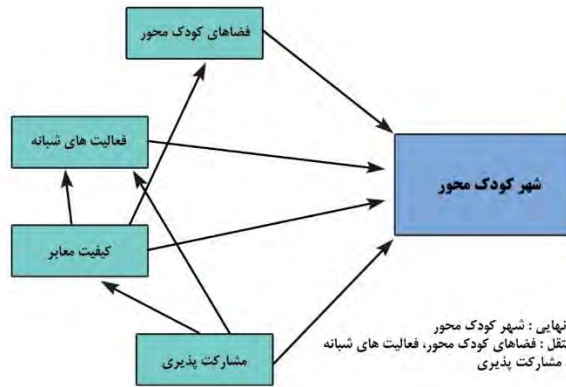 فضاهای کودک محور
فعالیت های شبانه
شهر کودک محور
کیفیت معابر
مشارکت پذیری
نهایی : شهر کودک محور
فضاهای کودک محور، فعالیت های شبانه
مشارکت پذیری